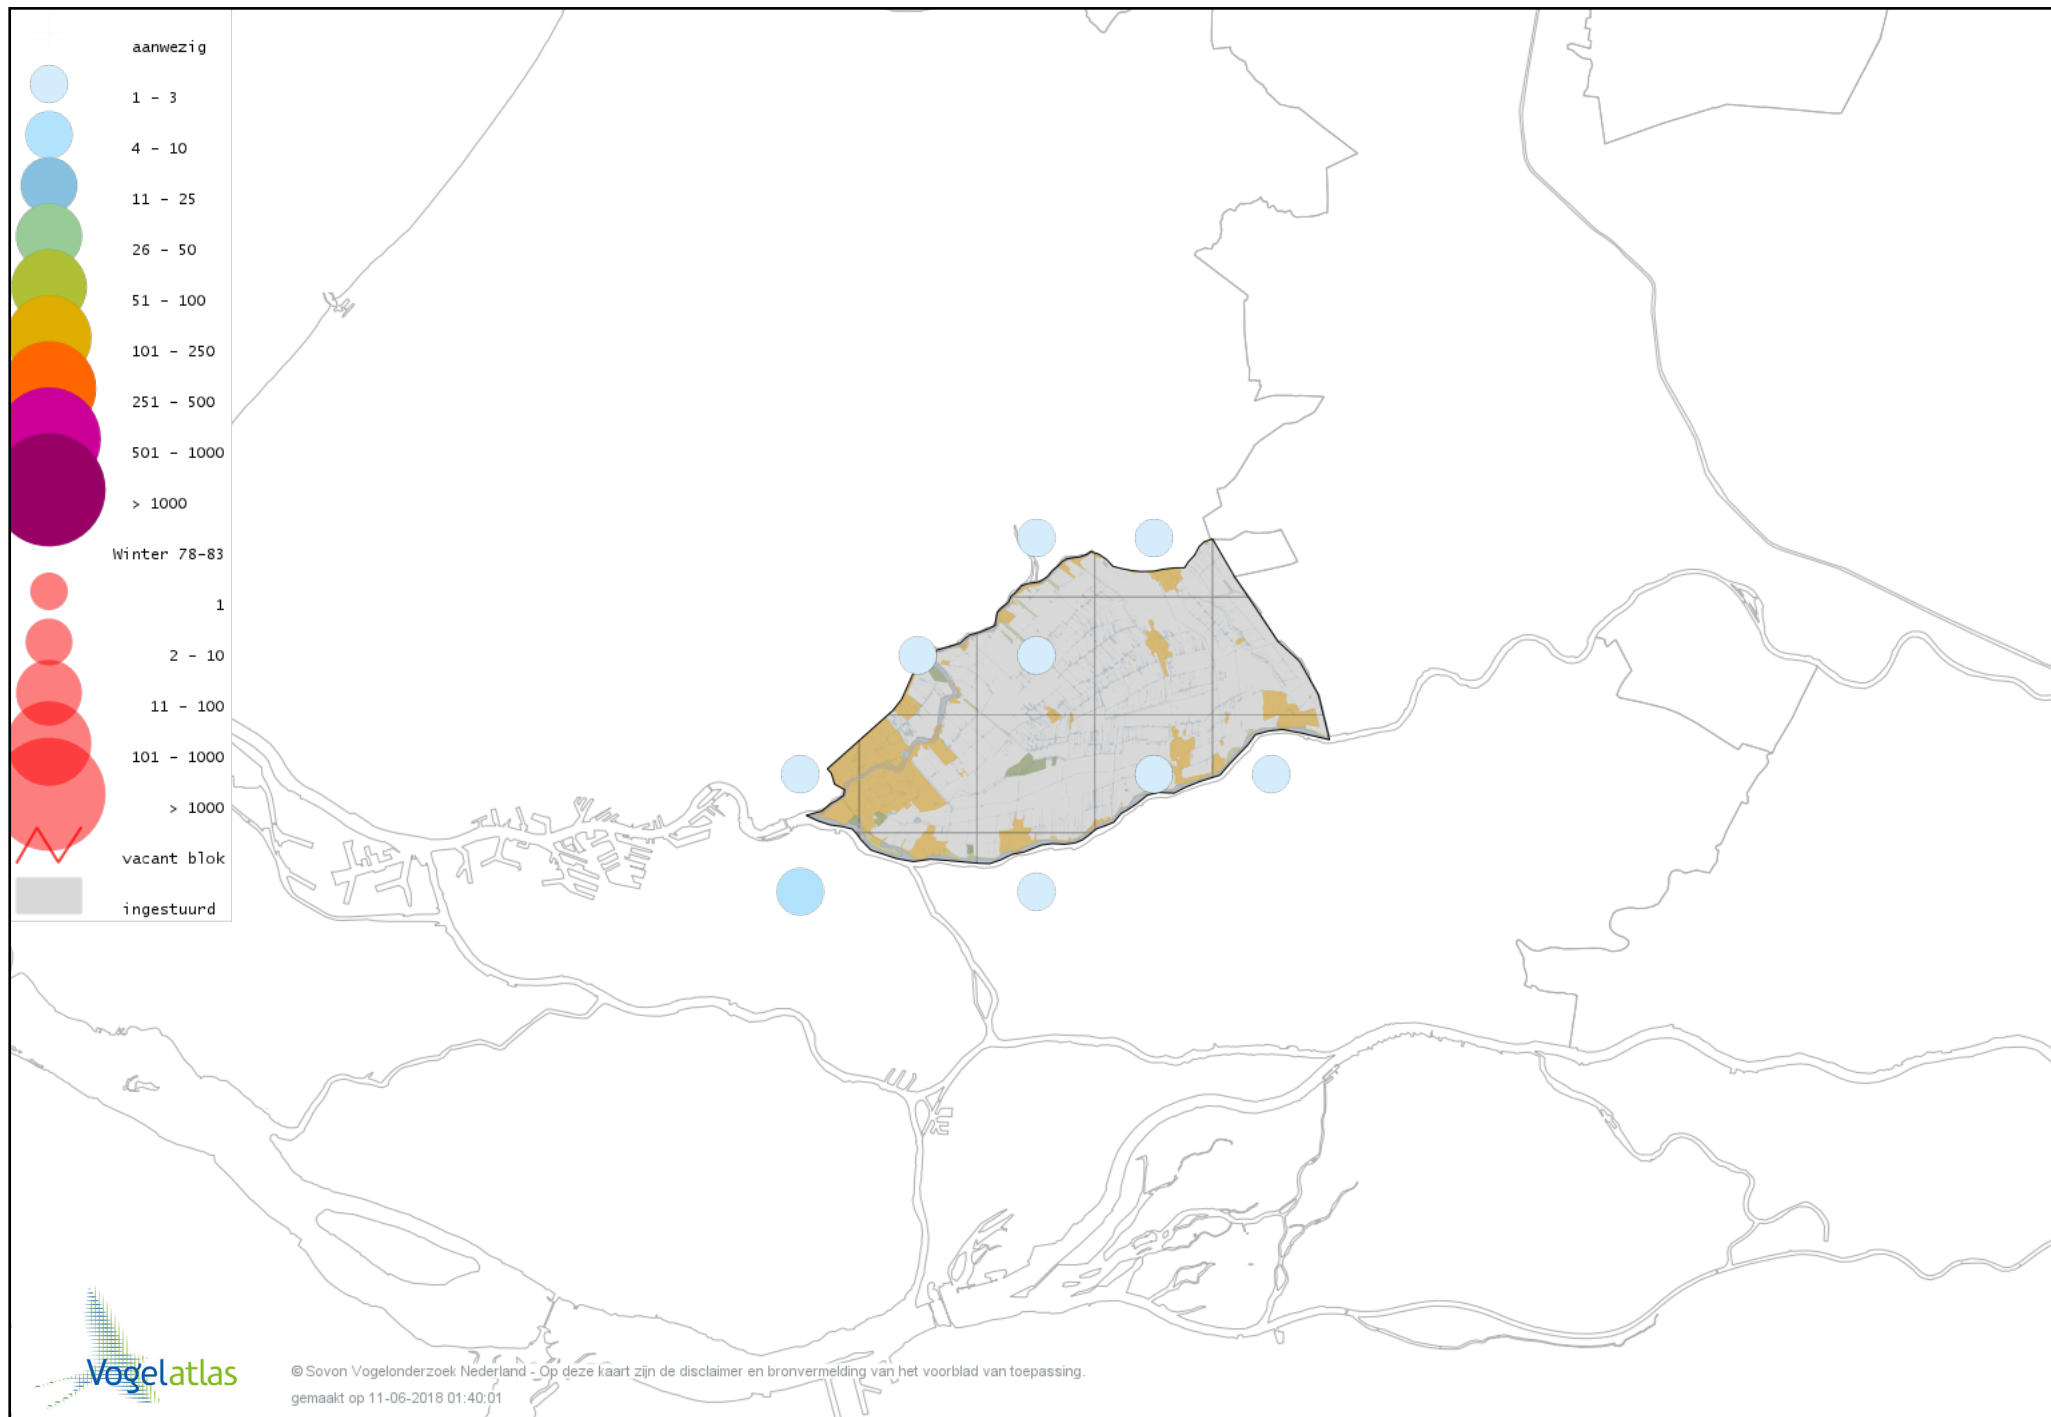 aanwezig
1 - 3
4 - 10
11 - 25
26 - 50
51 - 100
101 - 250
251 - 500
501 - 1000
> 1000
Winter 78-83
1
2 - 10
11 - 100
101 - 1000
> 1000
vacant blok
ingestuurd
Vogelatlas
© Sovon Vogelonderzoek Nederland - Op deze kaart zijn de disclaimer en bronvermelding van het voorblad van toepassing.
gemaakt op 11-06-2018 01:40:01